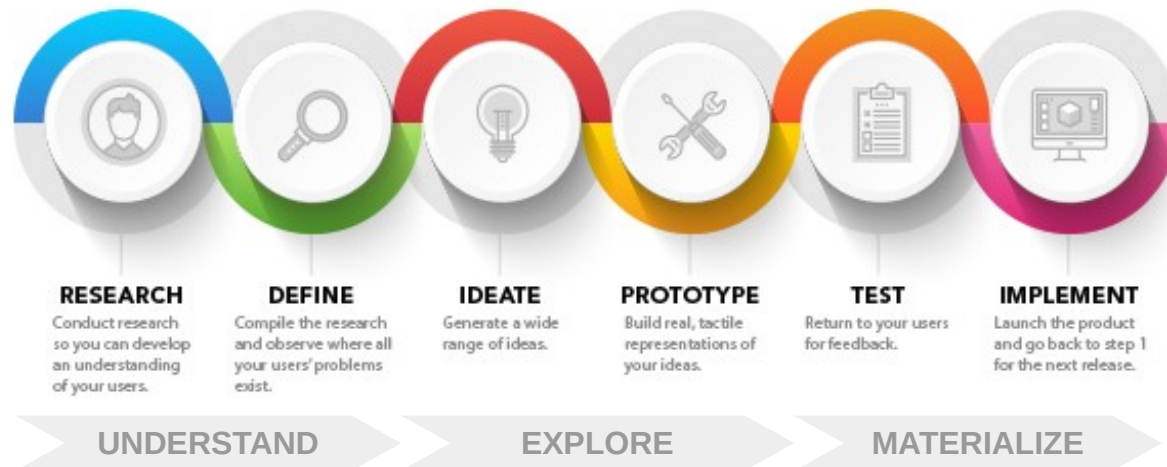 RESEARCH
Conduct research
so you can develop
an understanding
of your users.
DEFINE
Compile the research
and observe where all
your users' problems
exist.
IDEATE
Generate a wide
range of ideas.
PROTOTYPE
Build real, tactile
representations of
your ideas.
TEST
Return to your users
for feedback.
IMPLEMENT
Launch the product
and go back to step 1
for the next release.
UNDERSTAND
EXPLORE
MATERIALIZE